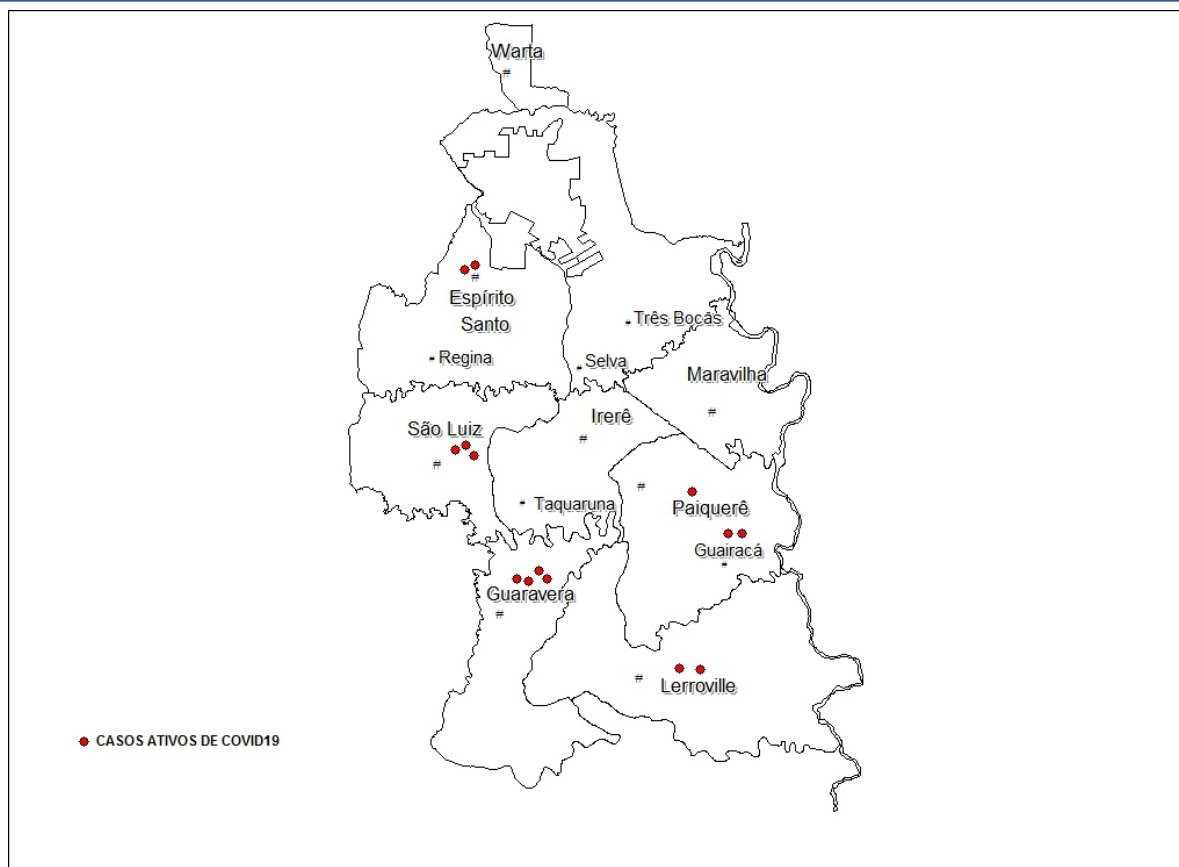 Warta
#
#
Espírito
Santo
Três Bocas
Regina
Selva
Maravilha
#
Irerê
#
São Luiz
#
#
Paiquerê
Taquaruna
Guairacá
Guaravera
#
#
Lerroville
CASOS ATIVOS DE COVID19